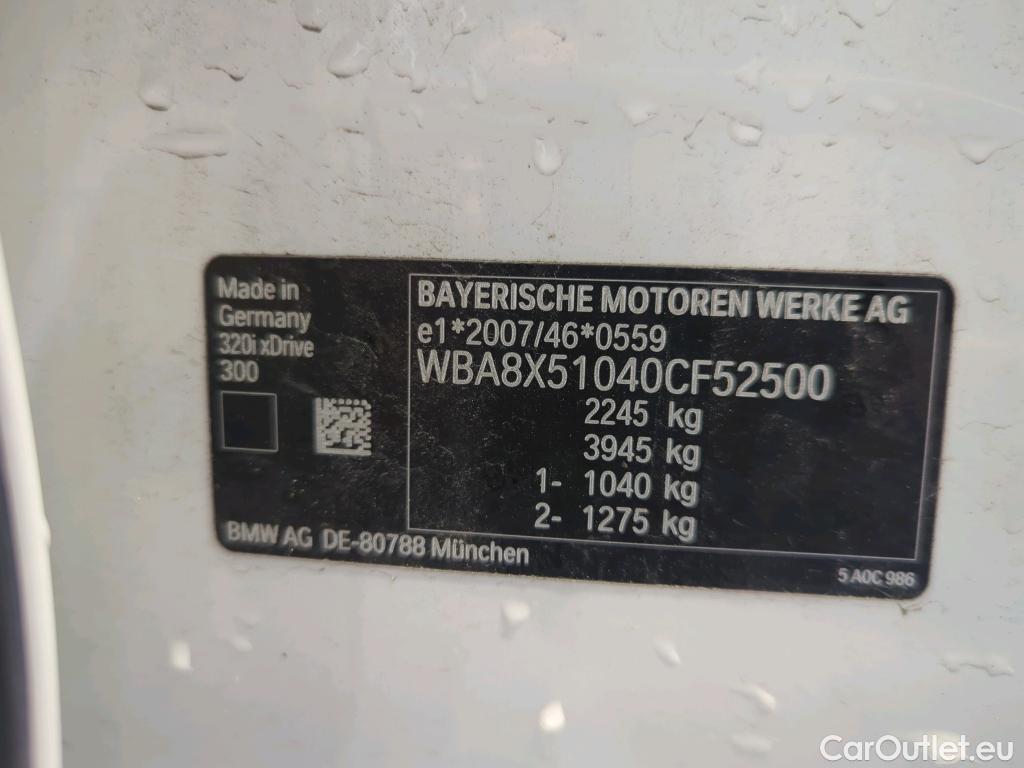 Made in
Germany
320i xDrive
300
BAYERISCHE MOTOREN WERKE AG
e1*2007/46*0559
WBA8X51040CF52500
2245 kg
3945 kg
1- 1040 kg
2- 1275 kg
BMW AG DE-80788 München
5 A0C 986
CarOutlet.eu